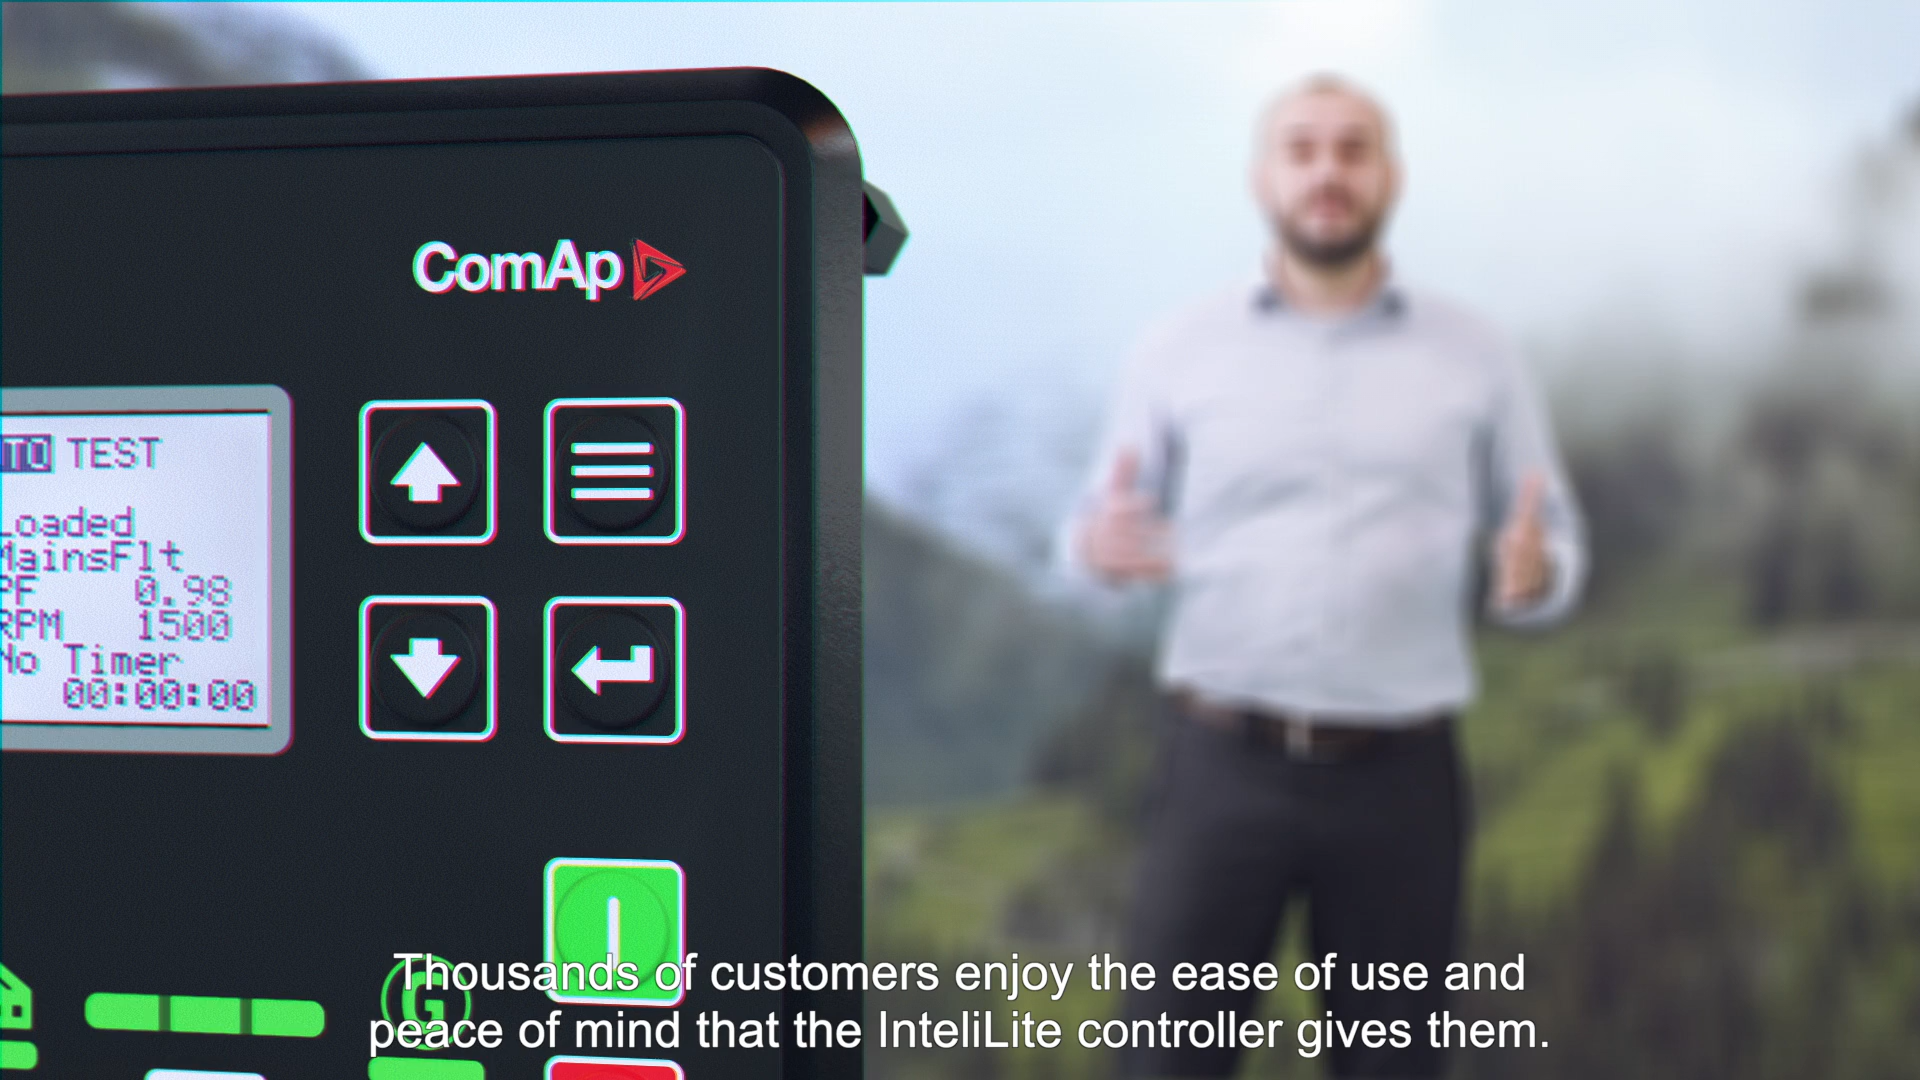 ComAp
TEST
Loaded
MainsFlt
PF 0.98
RPM 1500
No Timer
00:00:00
G
Thousands of customers enjoy the ease of use and
peace of mind that the InteliLite controller gives them.